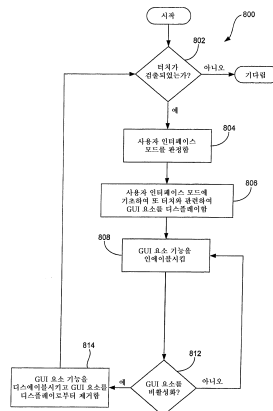 시작
800
802
터치가
검출되었는가?
아니오
기다림
예
804
사용자 인터페이스
모드를 판정함
806
사용자 인터페이스 모드에
기초하여 또 터치와 관련하여
GUI 요소를 디스플레이함
808
GUI 요소 기능을
인에이블시킴
814
GUI 요소 기능을
디스에이블시키고 GUI 요소를
디스플레이로부터 제거함
812
예
GUI 요소를
비활성화?
아니오